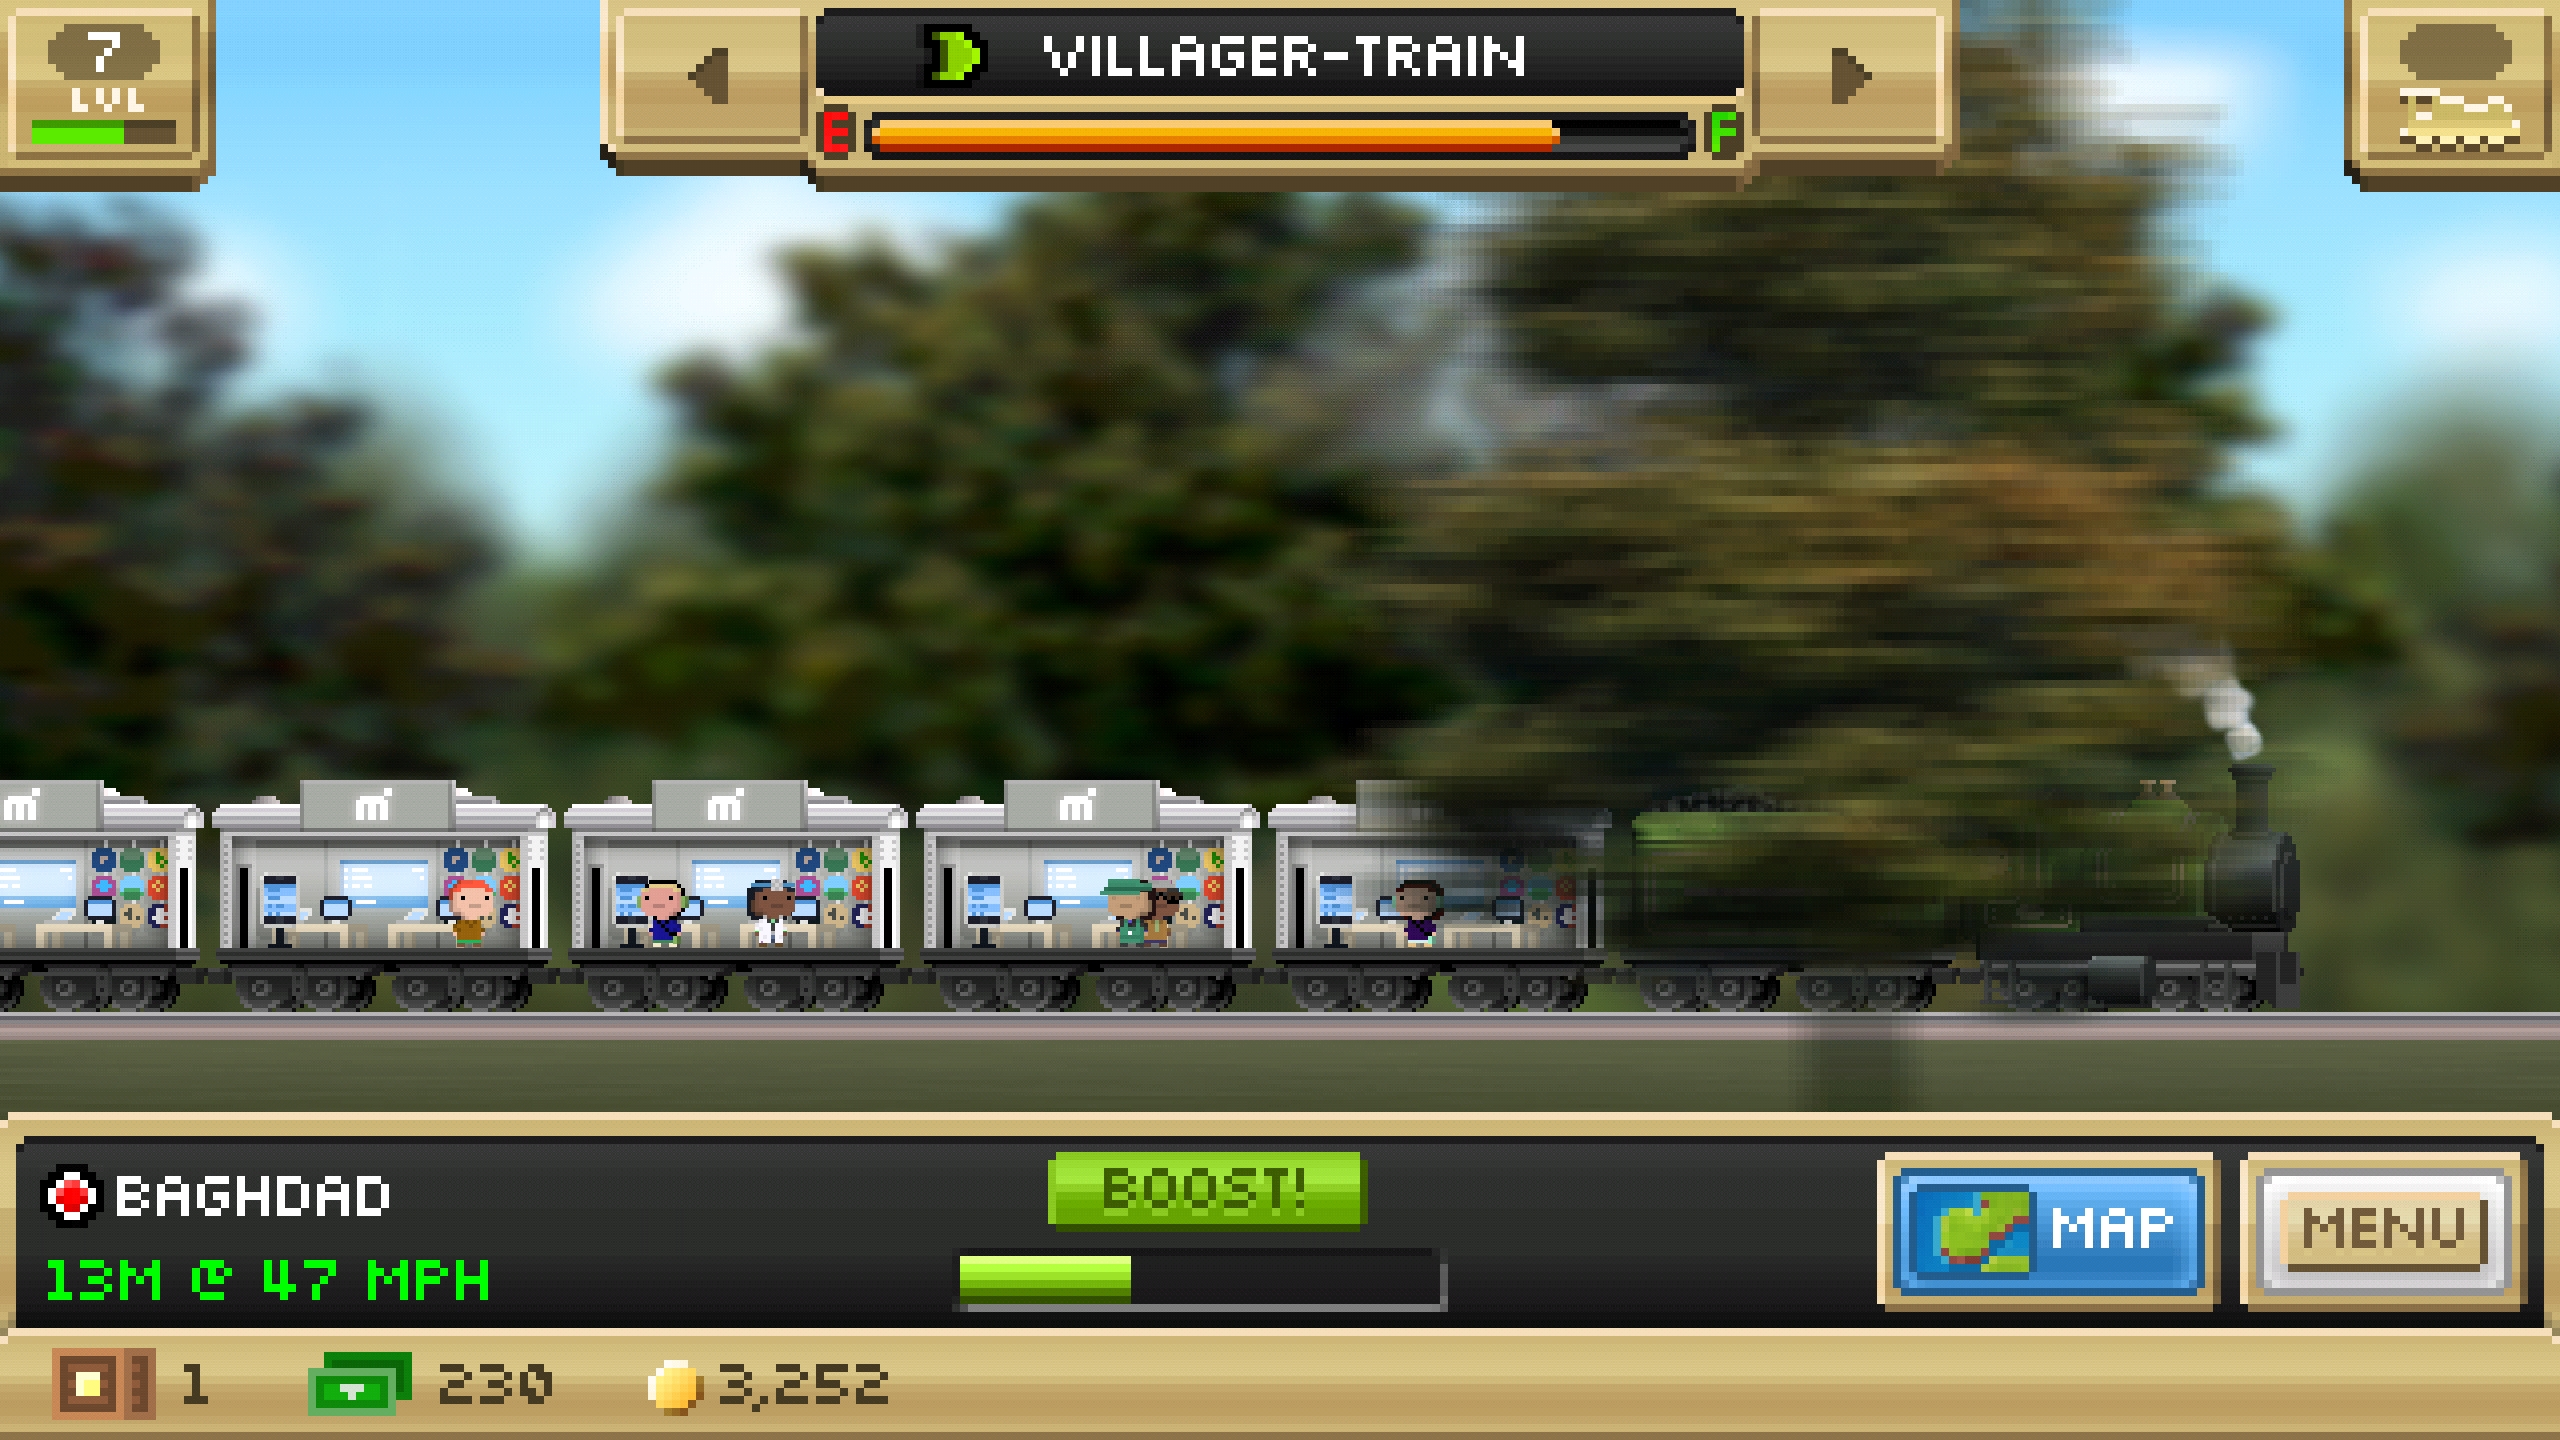 7
LVL
VILLAGER-TRAIN
E F
m
m
m
m
BAGHDAD
13M @ 47 MPH
BOOST!
MAP
MENU
1
230
3,252